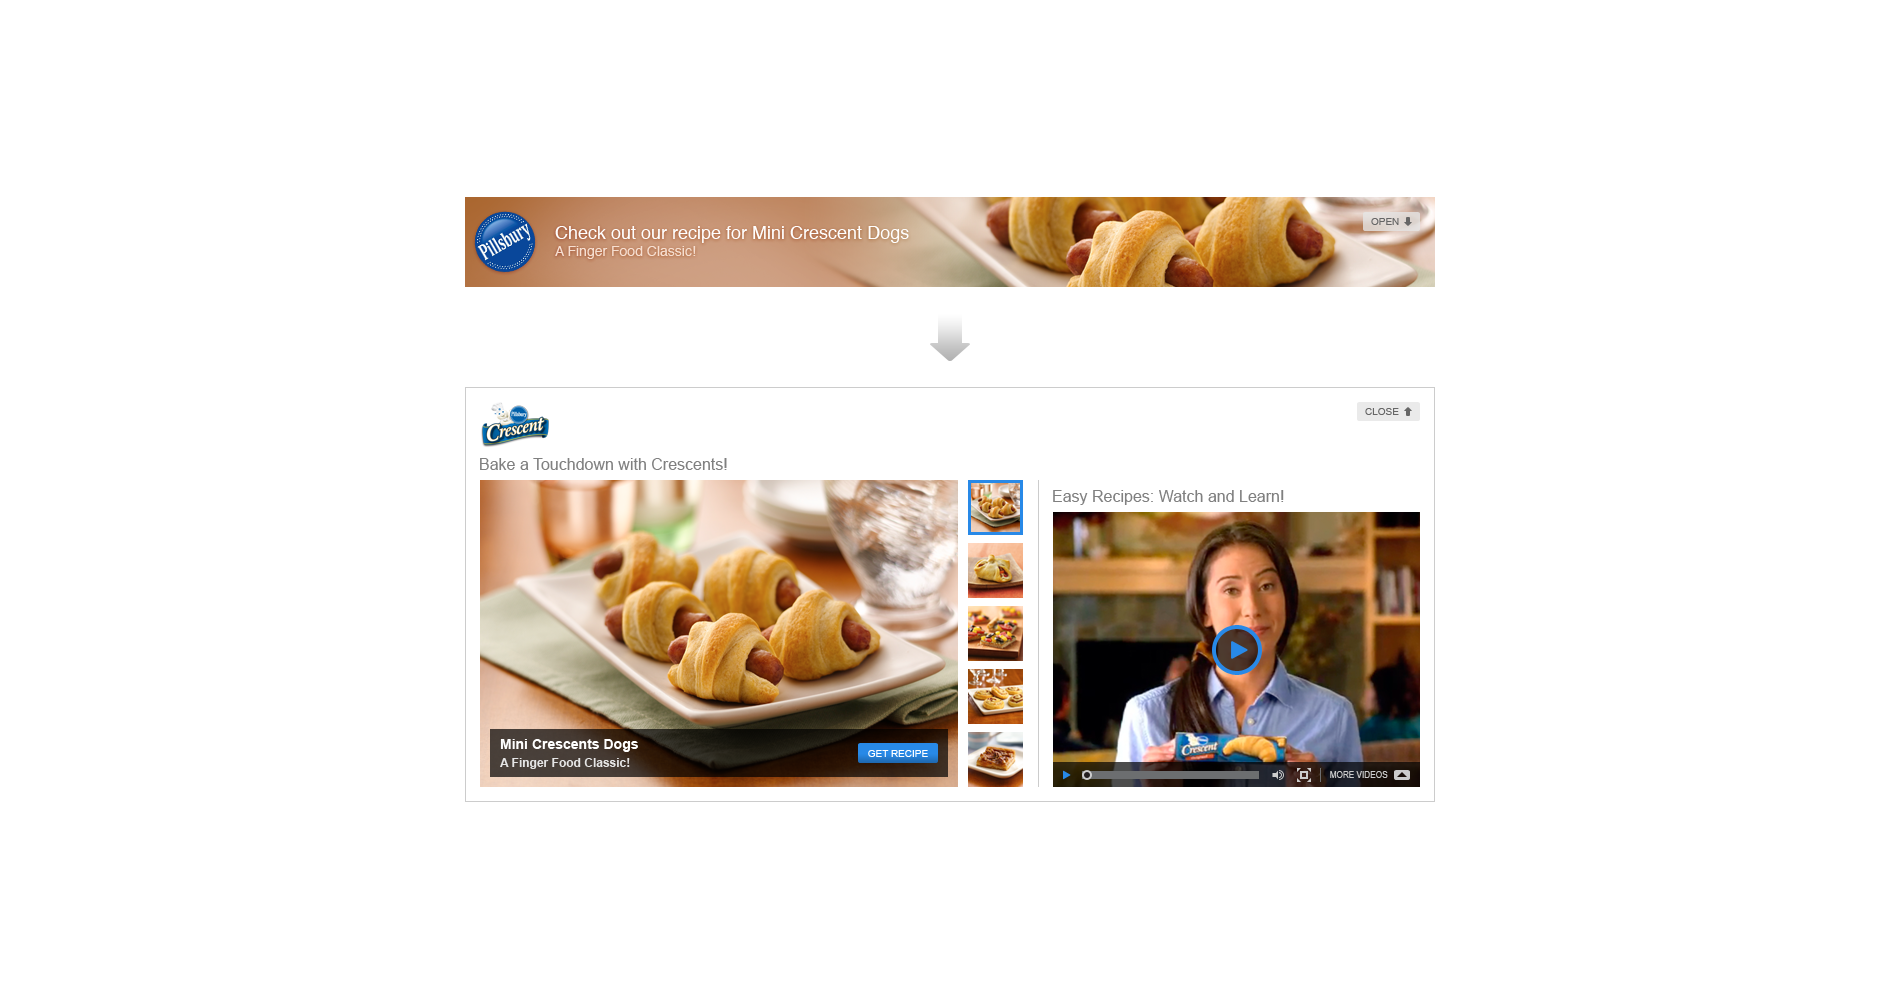 Pillsbury
Check out our recipe for Mini Crescent Dogs
A Finger Food Classic!
OPEN
Pillsbury
Crescent
CLOSE
Bake a Touchdown with Crescents!
Easy Recipes: Watch and Learn!
Mini Crescents Dogs
A Finger Food Classic!
GET RECIPE
Crescent
MORE VIDEOS